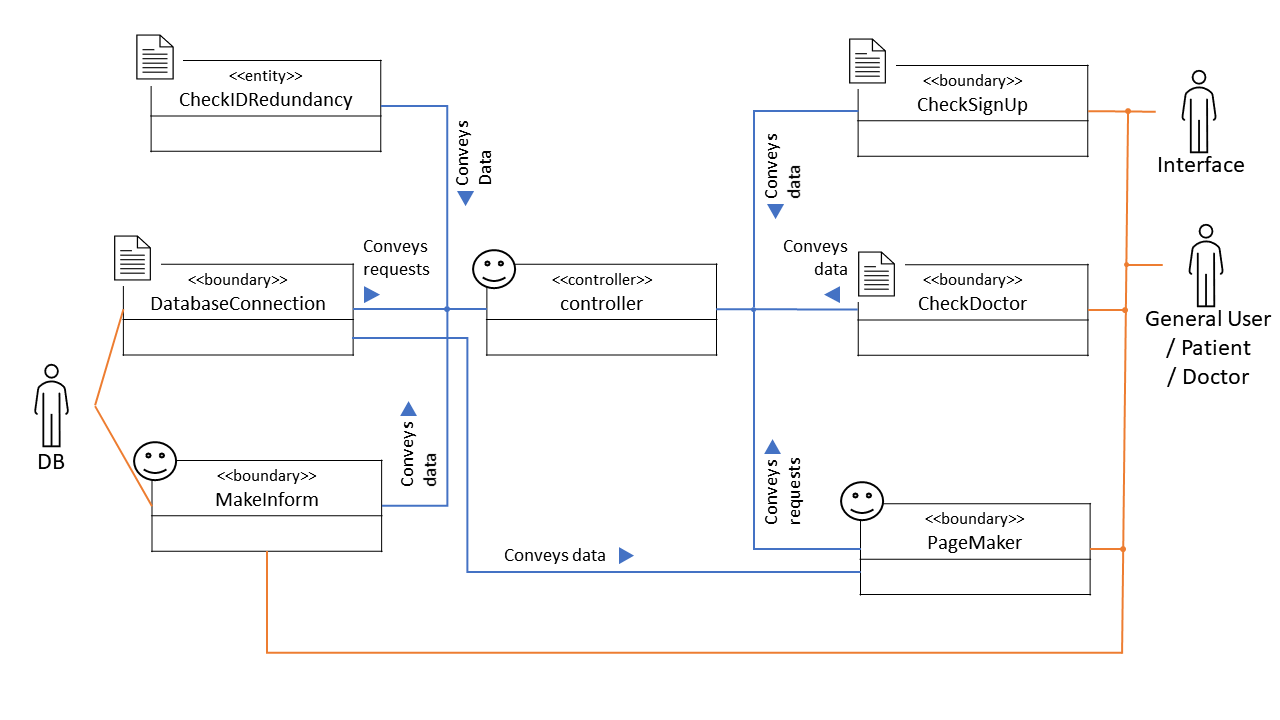 <<entity>>
CheckIDRedundancy
<<boundary>>
CheckSignUp
Interface
Conveys
Data
Conveys
data
Conveys
requests
<<boundary>>
DatabaseConnection
<<controller>>
controller
Conveys
data
<<boundary>>
CheckDoctor
General User
/ Patient
/ Doctor
DB
<<boundary>>
MakeInform
Conveys
data
Conveys
requests
<<boundary>>
PageMaker
Conveys data